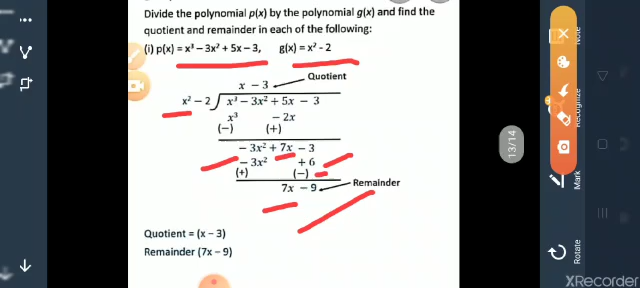 Divide the polynomial p(x) by the polynomial g(x) and find the
quotient and remainder in each of the following:
(i) p(x) = x³ – 3x² + 5x – 3, g(x) = x² - 2
x – 3 Quotient
x² – 2 x³ – 3x² + 5x – 3
x³ – 2x
(–) (+)
– 3x² + 7x – 3
– 3x² + 6
(+) (–)
7x – 9 Remainder
Quotient = (x – 3)
Remainder (7x – 9)
13/14
Recognize
Mark
Rotate
XRecorder